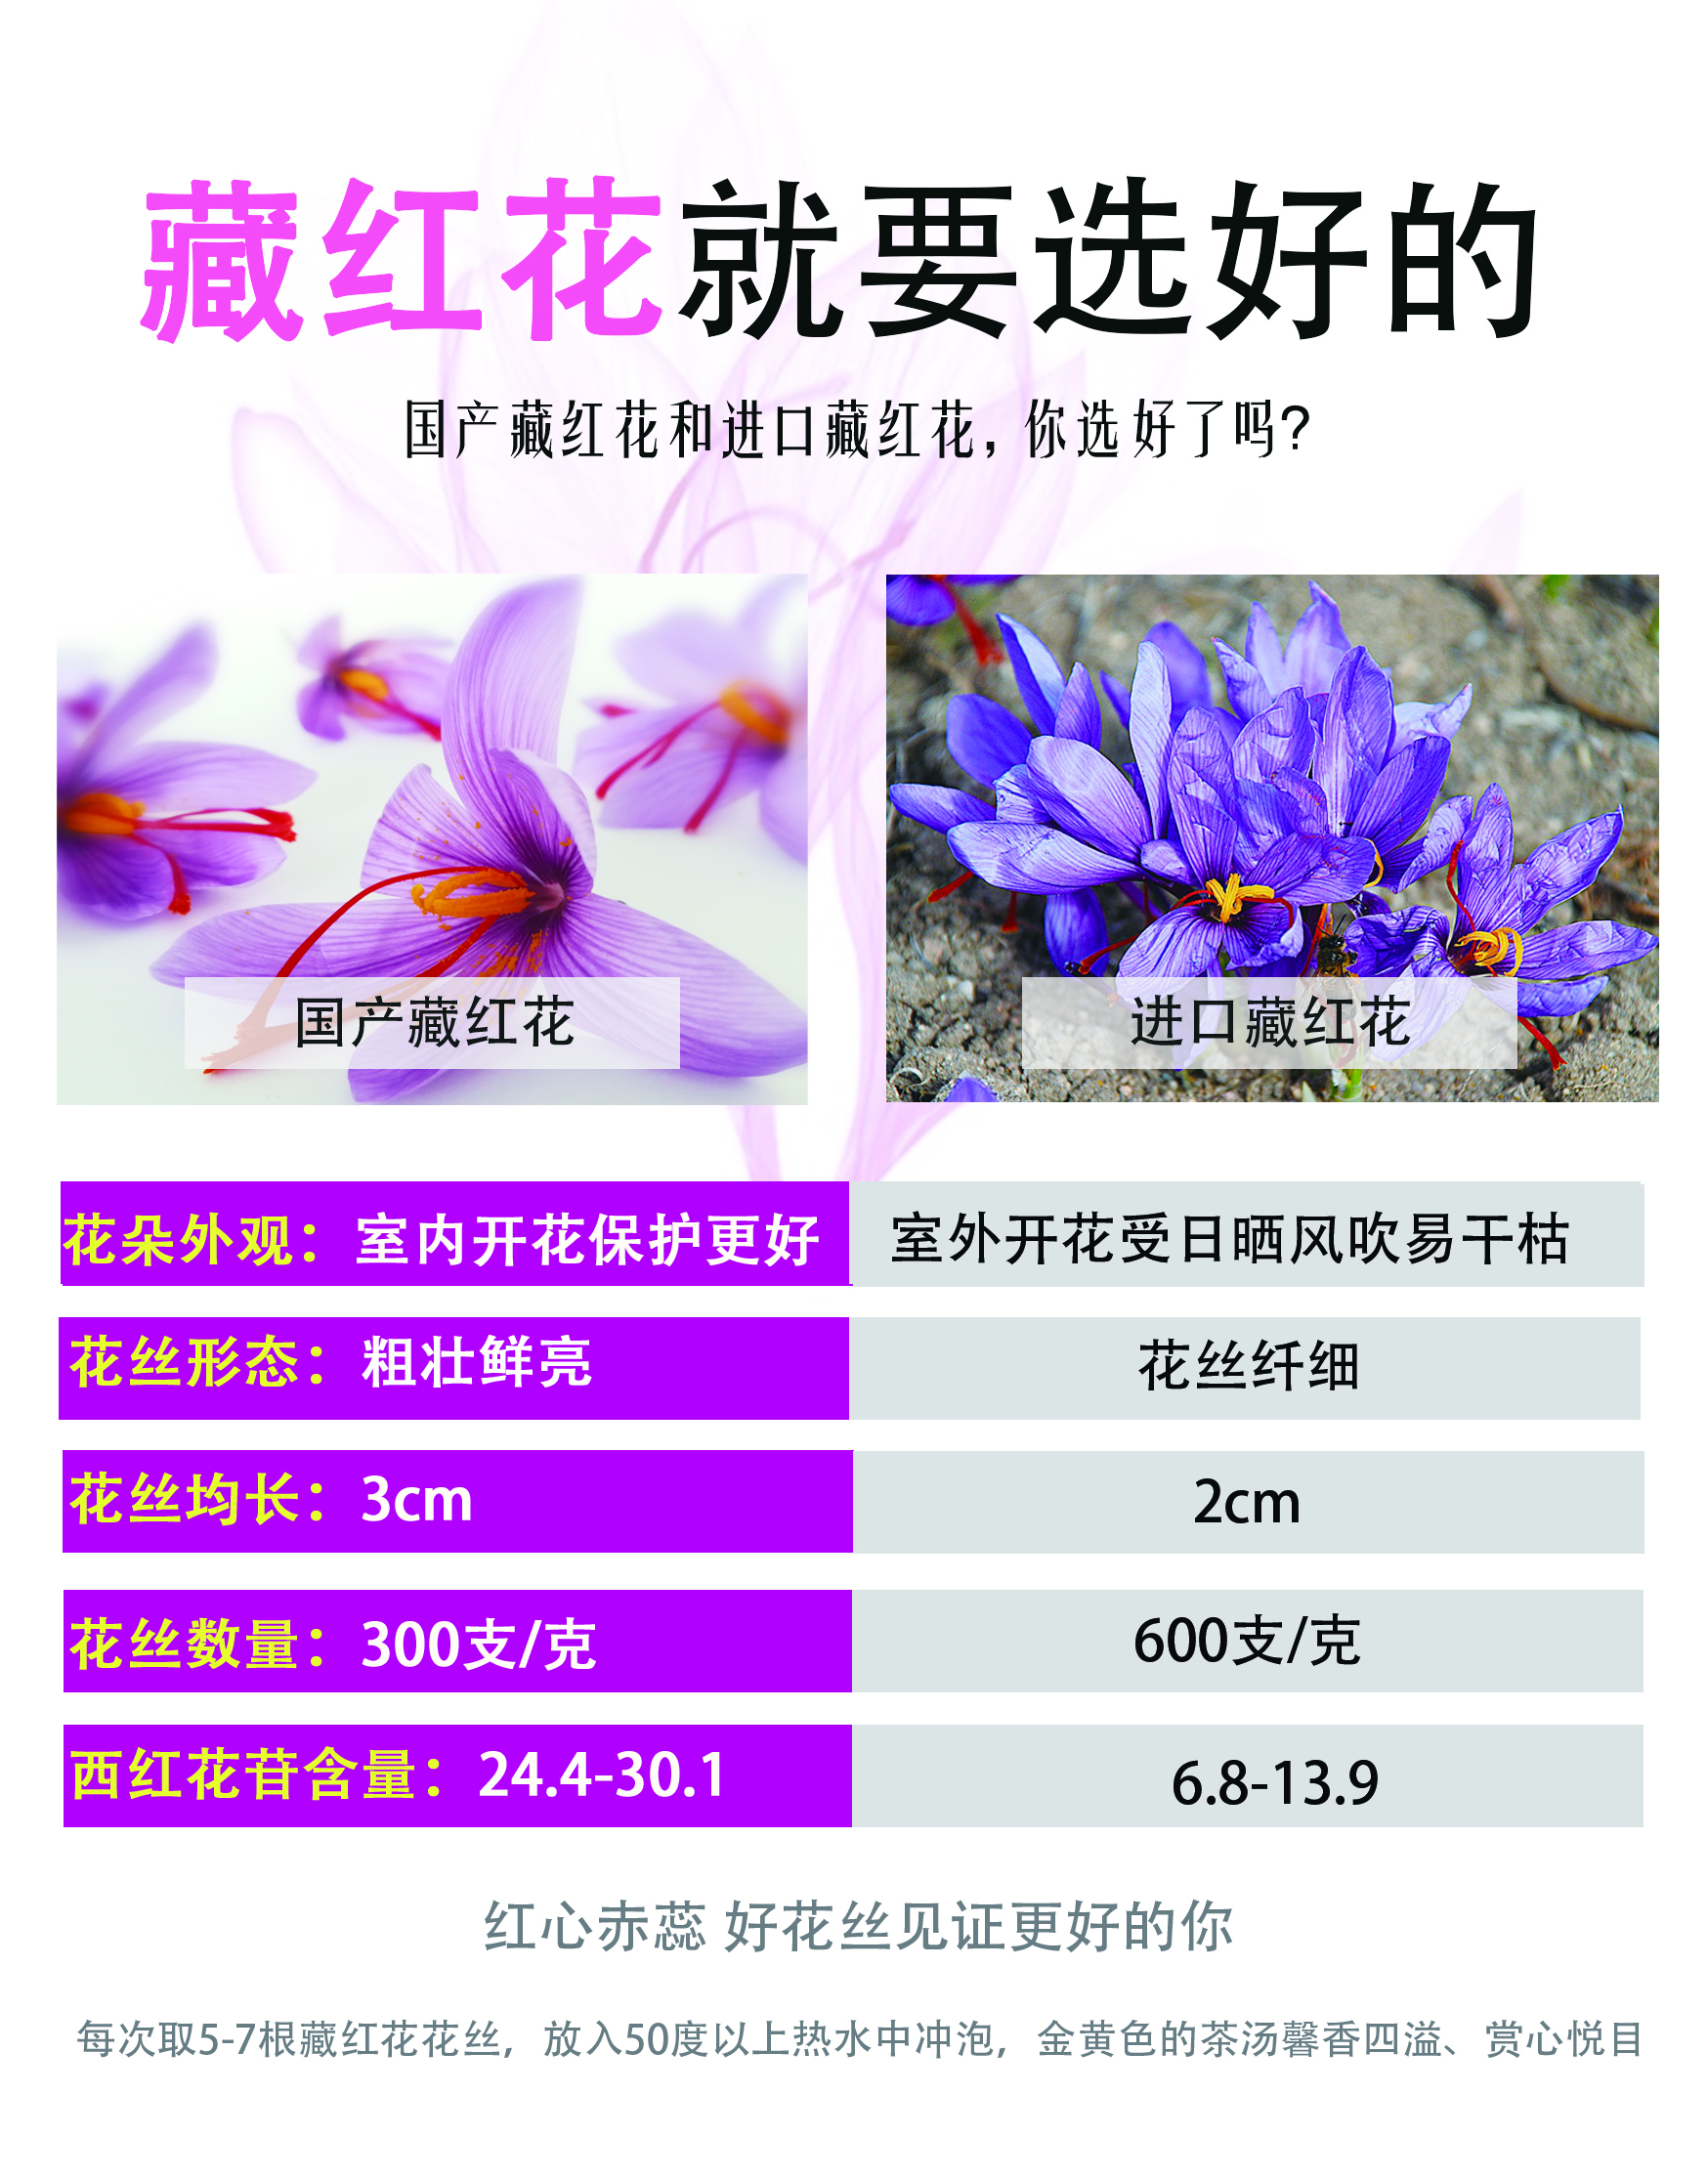 藏红花就要选好的
国产藏红花和进口藏红花，你选好了吗？
国产藏红花
进口藏红花
花朵外观：室内开花保护更好
室外开花受日晒风吹易干枯
花丝形态：粗壮鲜亮
花丝纤细
花丝均长：3cm
2cm
花丝数量：300支/克
600支/克
西红花苷含量：24.4-30.1
6.8-13.9
红心赤蕊 好花丝见证更好的你
每次取5-7根藏红花花丝，放入50度以上热水中冲泡，金黄色的茶汤馨香四溢、赏心悦目